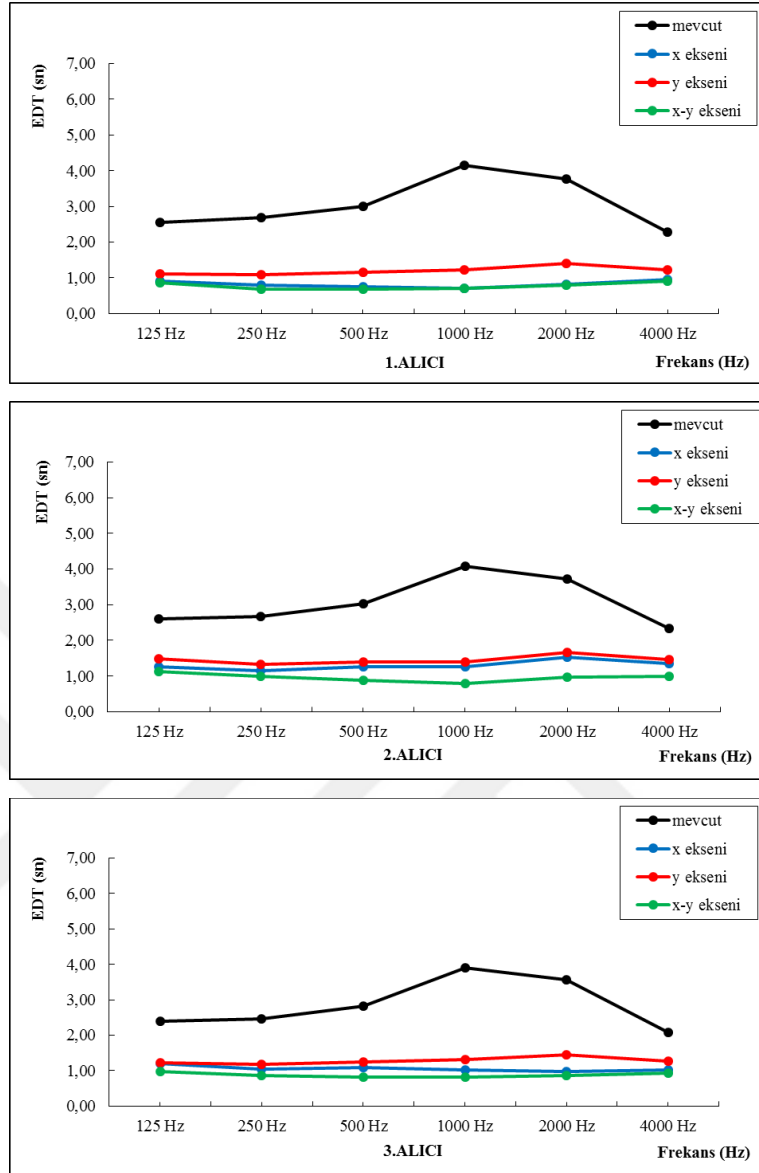 mevcut
x ekseni
y ekseni
x-y ekseni
EDT (sn)
7,00
6,00
5,00
4,00
3,00
2,00
1,00
0,00
125 Hz 250 Hz 500 Hz 1000 Hz 2000 Hz 4000 Hz
1.ALICI Frekans (Hz)
mevcut
x ekseni
y ekseni
x-y ekseni
EDT (sn)
7,00
6,00
5,00
4,00
3,00
2,00
1,00
0,00
125 Hz 250 Hz 500 Hz 1000 Hz 2000 Hz 4000 Hz
2.ALICI Frekans (Hz)
mevcut
x ekseni
y ekseni
x-y ekseni
EDT (sn)
7,00
6,00
5,00
4,00
3,00
2,00
1,00
0,00
125 Hz 250 Hz 500 Hz 1000 Hz 2000 Hz 4000 Hz
3.ALICI Frekans (Hz)